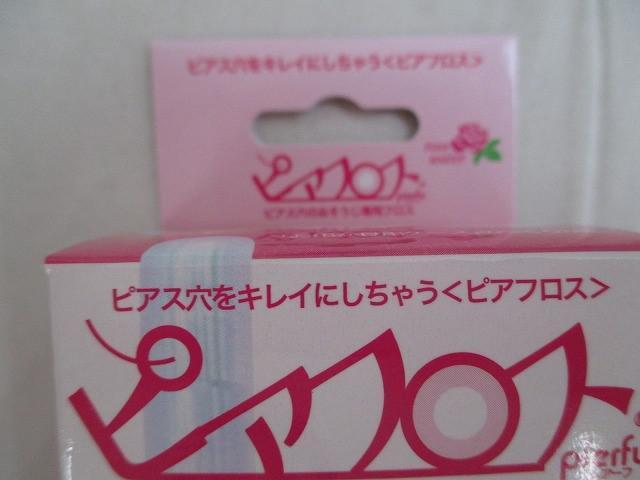 ピアス穴をキレイにしちゃう<ピアフロス>
ピアフロス
ピアス穴のおそうじ専用フロス
ピアス穴をキレイにしちゃう<ピアフロス>
ピアフロス